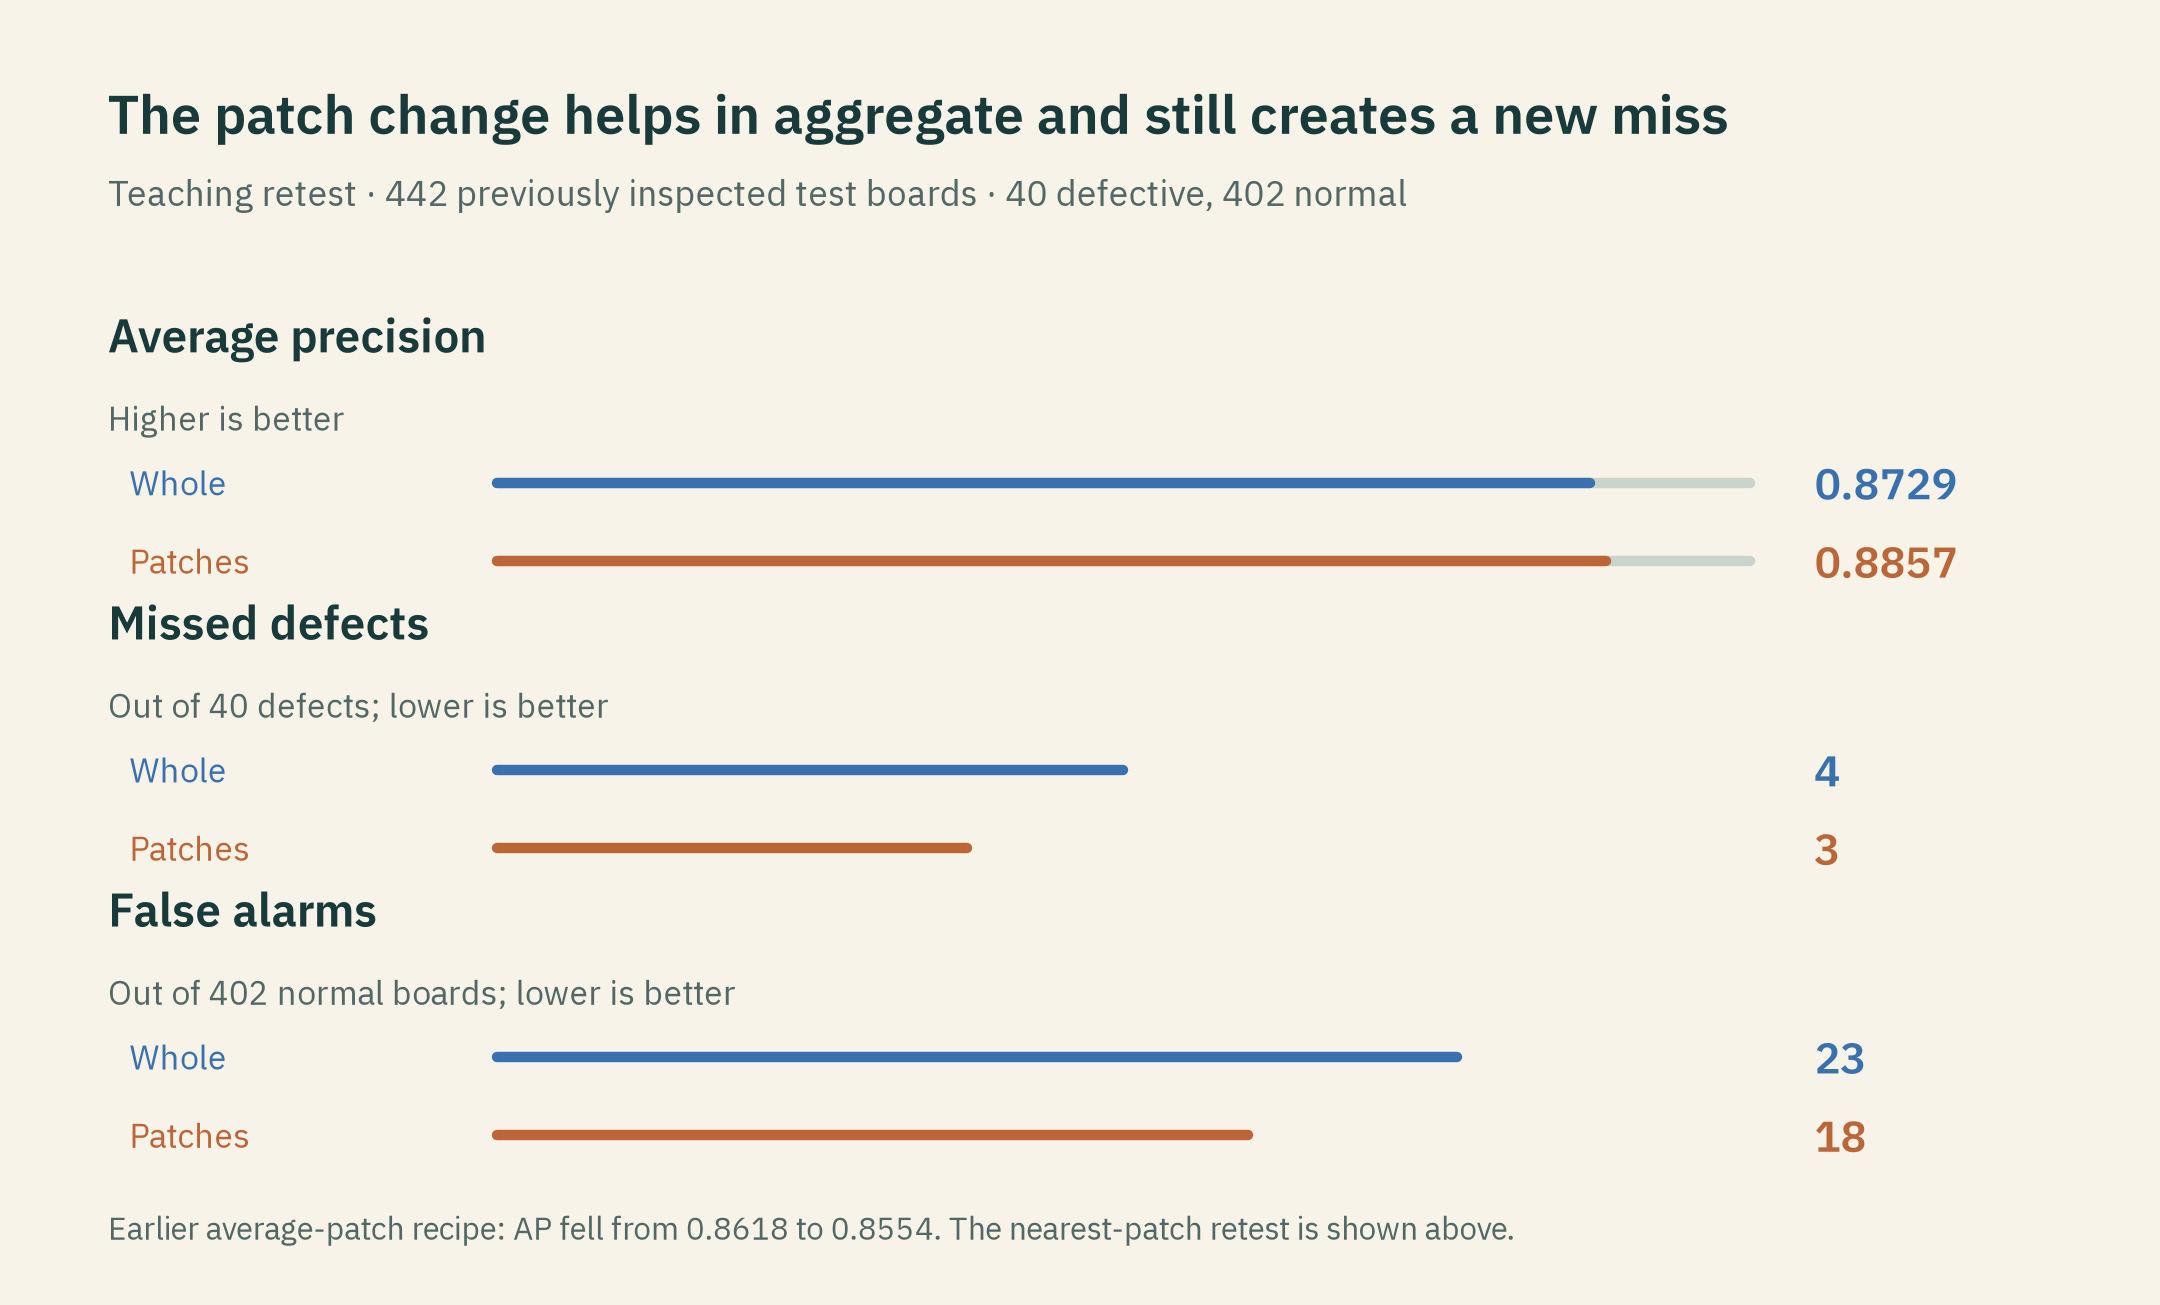 The patch change helps in aggregate and still creates a new miss
Teaching retest · 442 previously inspected test boards · 40 defective, 402 normal
Average precision
Higher is better
Whole 0.8729
Patches 0.8857
Missed defects
Out of 40 defects; lower is better
Whole 4
Patches 3
False alarms
Out of 402 normal boards; lower is better
Whole 23
Patches 18
Earlier average-patch recipe: AP fell from 0.8618 to 0.8554. The nearest-patch retest is shown above.